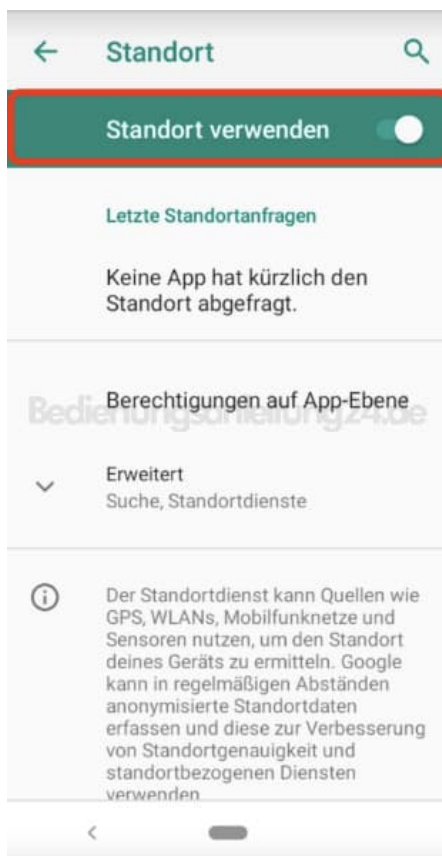 Standort
Standort verwenden
Letzte Standortanfragen
Keine App hat kürzlich den
Standort abgefragt.
Berechtigungen auf App-Ebene
Bedienungsanleitung24.de
Erweitert
Suche, Standortdienste
Der Standortdienst kann Quellen wie
GPS, WLANs, Mobilfunknetze und
Sensoren nutzen, um den Standort
deines Geräts zu ermitteln. Google
kann in regelmäßigen Abständen
anonymisierte Standortdaten
erfassen und diese zur Verbesserung
von Standortgenauigkeit und
standortbezogenen Diensten
verwenden